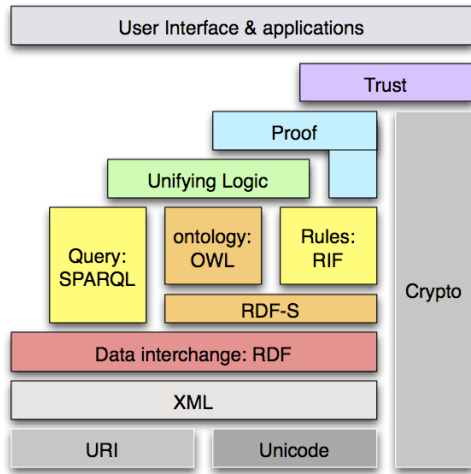 User Interface & applications
Trust
Proof
Unifying Logic
Query:
SPARQL
ontology:
OWL
Rules:
RIF
Crypto
RDF-S
Data interchange: RDF
XML
URI
Unicode